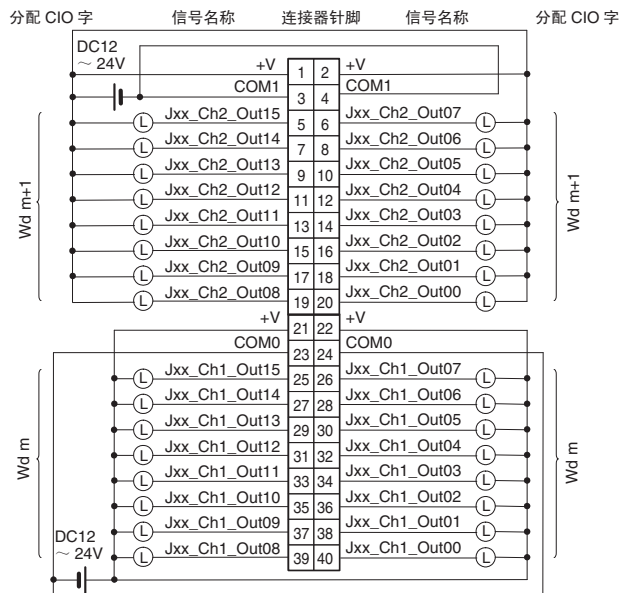 分配 CIO 字 信号名称 连接器针脚 信号名称 分配 CIO 字
DC12
～ 24V
+V 1 2 +V
COM1 3 4 COM1
L Jxx_Ch2_Out15 5 6 Jxx_Ch2_Out07 L
L Jxx_Ch2_Out14 7 8 Jxx_Ch2_Out06 L
L Jxx_Ch2_Out13 9 10 Jxx_Ch2_Out05 L
L Jxx_Ch2_Out12 11 12 Jxx_Ch2_Out04 L
L Jxx_Ch2_Out11 13 14 Jxx_Ch2_Out03 L
L Jxx_Ch2_Out10 15 16 Jxx_Ch2_Out02 L
L Jxx_Ch2_Out09 17 18 Jxx_Ch2_Out01 L
L Jxx_Ch2_Out08 19 20 Jxx_Ch2_Out00 L
Wd m+1
Wd m+1
+V 21 22 +V
COM0 23 24 COM0
L Jxx_Ch1_Out15 25 26 Jxx_Ch1_Out07 L
L Jxx_Ch1_Out14 27 28 Jxx_Ch1_Out06 L
L Jxx_Ch1_Out13 29 30 Jxx_Ch1_Out05 L
L Jxx_Ch1_Out12 31 32 Jxx_Ch1_Out04 L
L Jxx_Ch1_Out11 33 34 Jxx_Ch1_Out03 L
L Jxx_Ch1_Out10 35 36 Jxx_Ch1_Out02 L
L Jxx_Ch1_Out09 37 38 Jxx_Ch1_Out01 L
L Jxx_Ch1_Out08 39 40 Jxx_Ch1_Out00 L
Wd m
Wd m
DC12
～ 24V